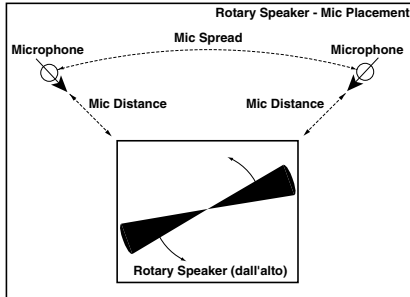 Rotary Speaker - Mic Placement
Microphone
Mic Spread
Microphone
Mic Distance
Mic Distance
Rotary Speaker (dall'alto)